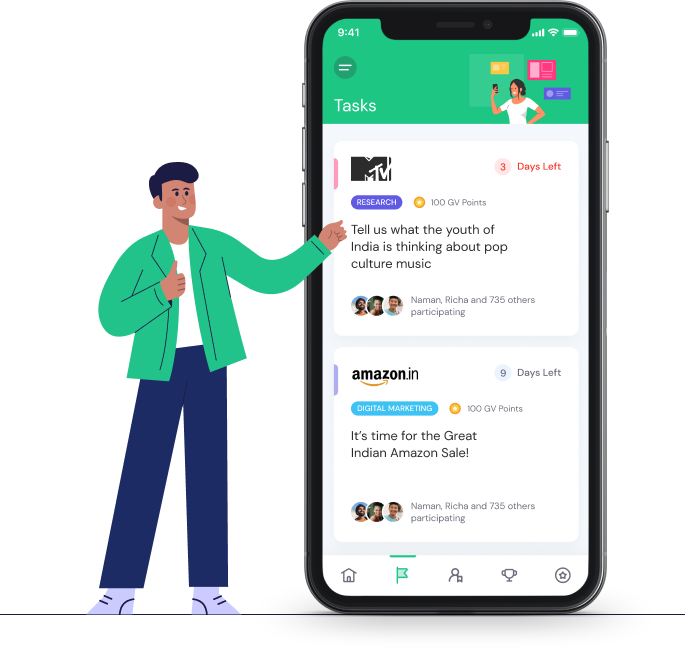 9:41
Tasks
MTV
3 Days Left
RESEARCH 100 GV Points
Tell us what the youth of
India is thinking about pop
culture music
Naman, Richa and 735 others
participating
amazon.in
9 Days Left
DIGITAL MARKETING 100 GV Points
It’s time for the Great
Indian Amazon Sale!
Naman, Richa and 735 others
participating